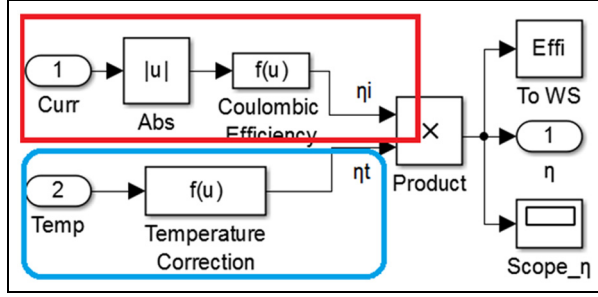 1
Curr
|u|
Abs
f(u)
Coulombic
Efficiency
ηi
2
Temp
f(u)
Temperature
Correction
ηt
×
Product
Effi
To WS
1
η
Scope_η